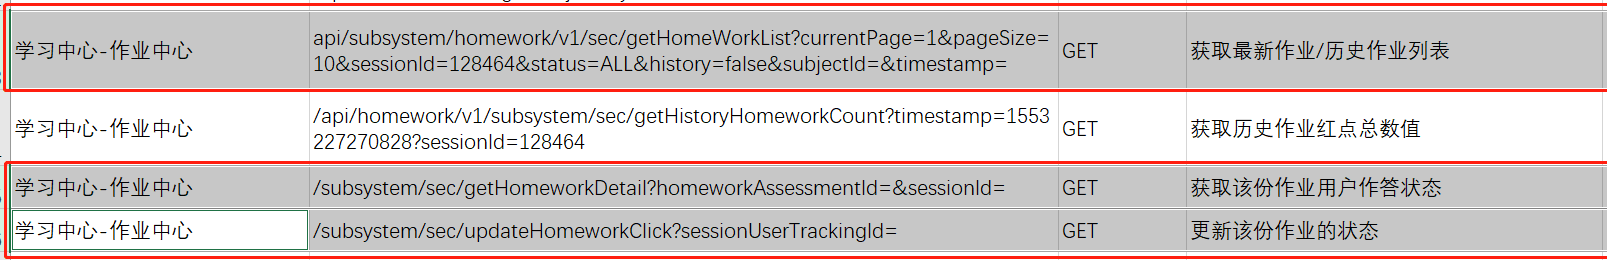 学习中心-作业中心
api/subsystem/homework/v1/sec/getHomeWorkList?currentPage=1&pageSize=
10&sessionId=128464&status=ALL&history=false&subjectId=&timestamp=
GET
获取最新作业/历史作业列表
学习中心-作业中心
/api/homework/v1/subsystem/sec/getHistoryHomeworkCount?timestamp=1553
227270828?sessionId=128464
GET
获取历史作业红点总数值
学习中心-作业中心
/subsystem/sec/getHomeworkDetail?homeworkAssessmentId=&sessionId=
GET
获取该份作业用户作答状态
学习中心-作业中心
/subsystem/sec/updateHomeworkClick?sessionUserTrackingId=
GET
更新该份作业的状态